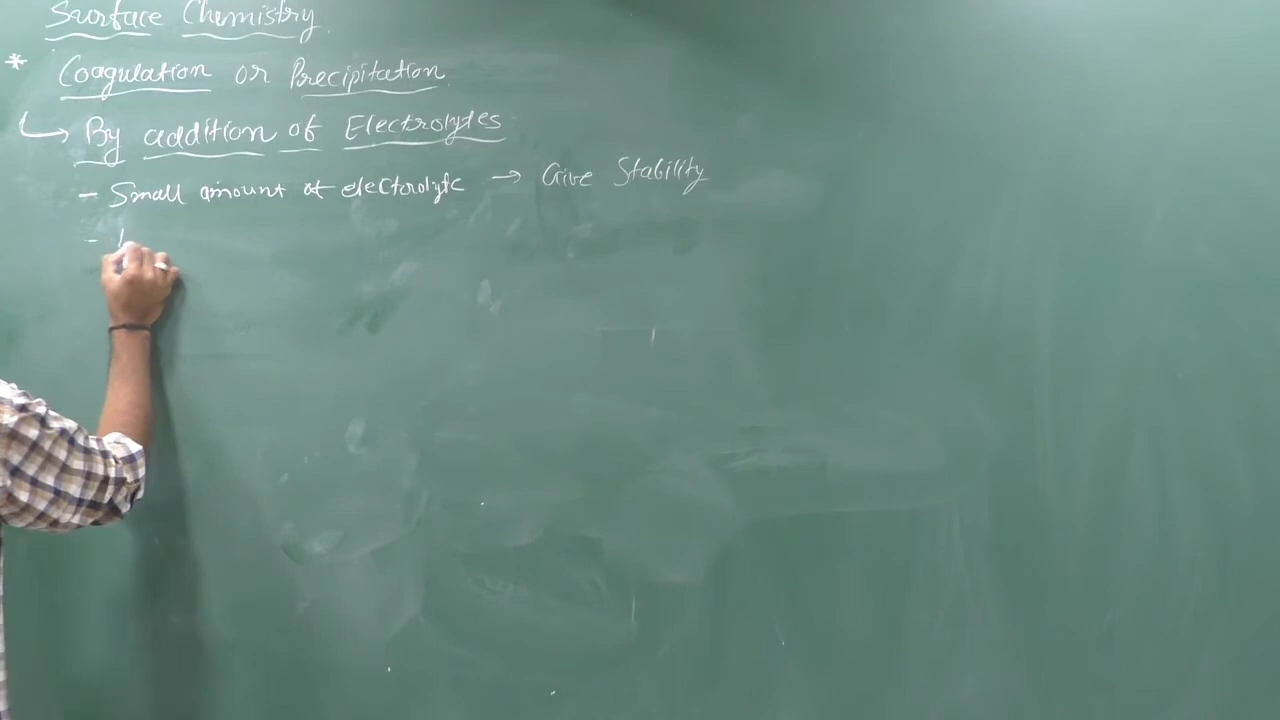 Surface Chemistry
* Coagulation or Precipitation
↳ By addition of Electrolytes
- Small amount of electrolyte → Give Stability
-